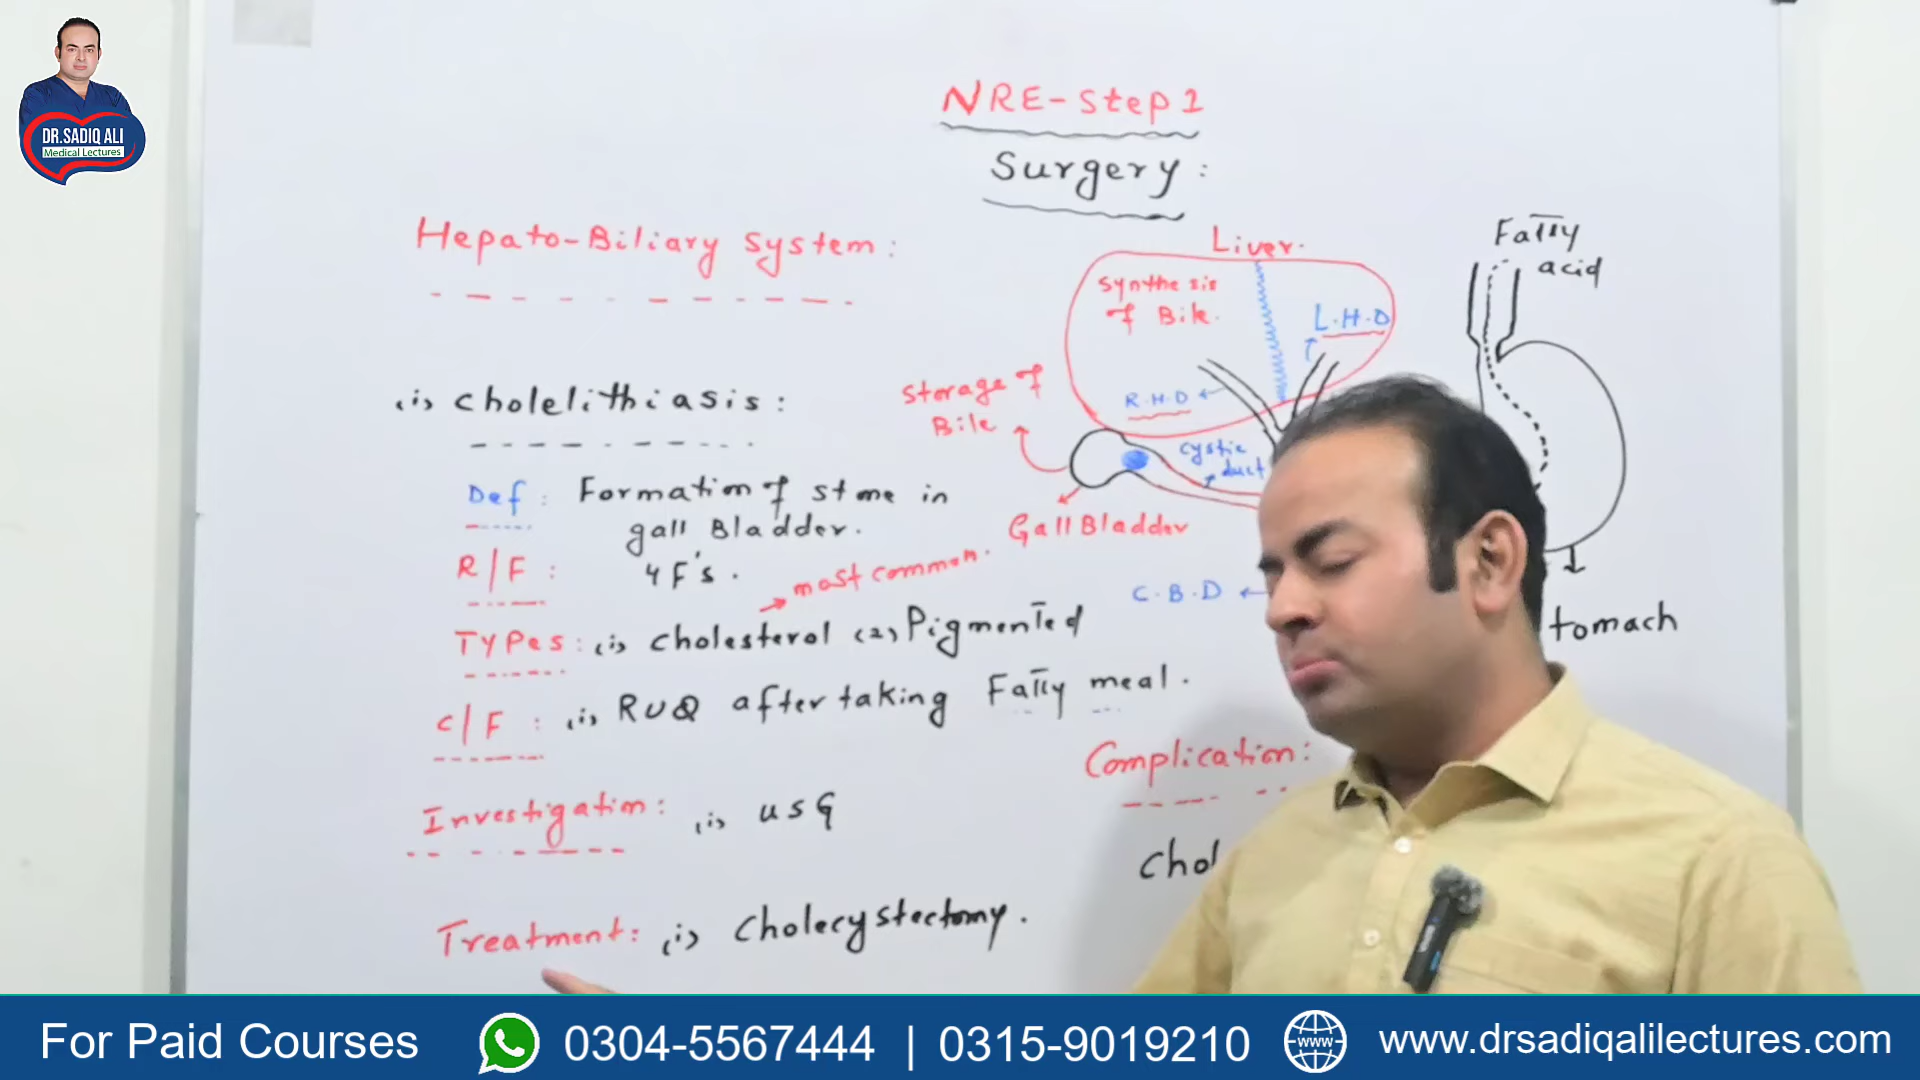 DR.SADIQ ALI
Medical Lectures
NRE-Step 1
Surgery:
Hepato-Biliary system:
(i) cholelithiasis:
Def: Formation of stone in
gall Bladder.
R/F: 4 F's.
most common.
Types: (i) cholesterol (2) Pigmented
C/F: (i) RUQ after taking Fatty meal.
Investigation: (i) USG
Treatment: (i) Cholecystectomy.
Liver.
synthesis
of Bile.
L.H.D
R.H.D
Storage of
Bile
cystic
duct
Gall Bladder
C.B.D
Fatty
acid
tomach
Complication:
Chol
For Paid Courses
0304-5567444 | 0315-9019210
www
www.drsadiqalilectures.com